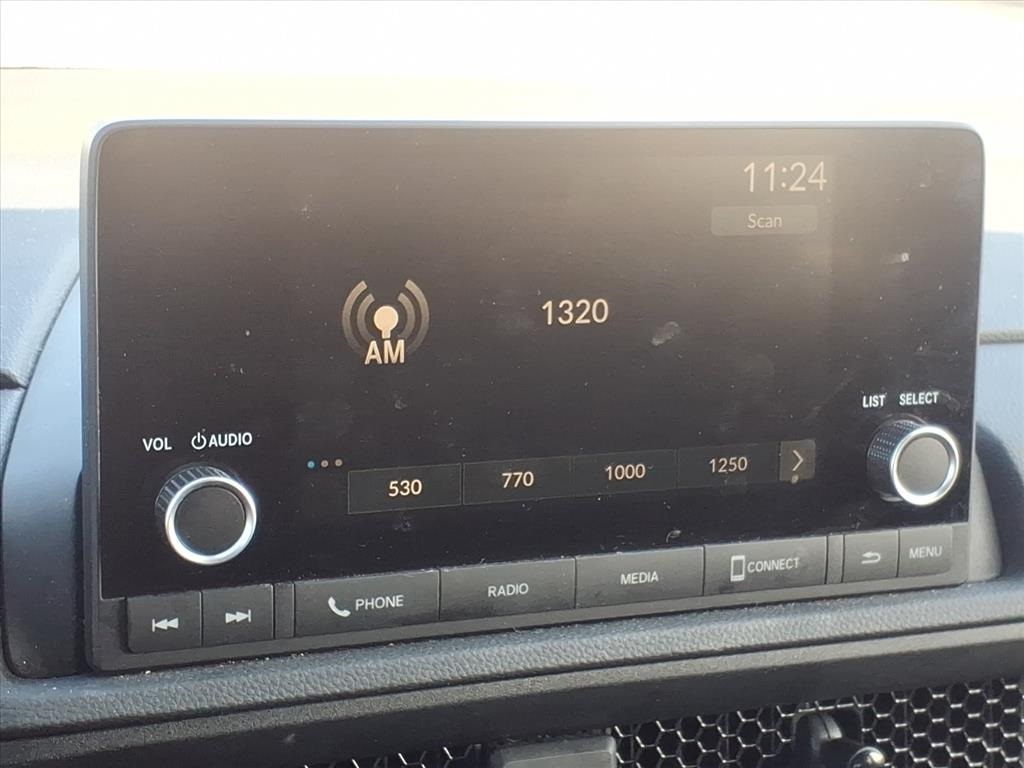 11:24
Scan
1320
AM
LIST SELECT
VOL AUDIO
530 770 1000 1250
PHONE RADIO MEDIA CONNECT MENU